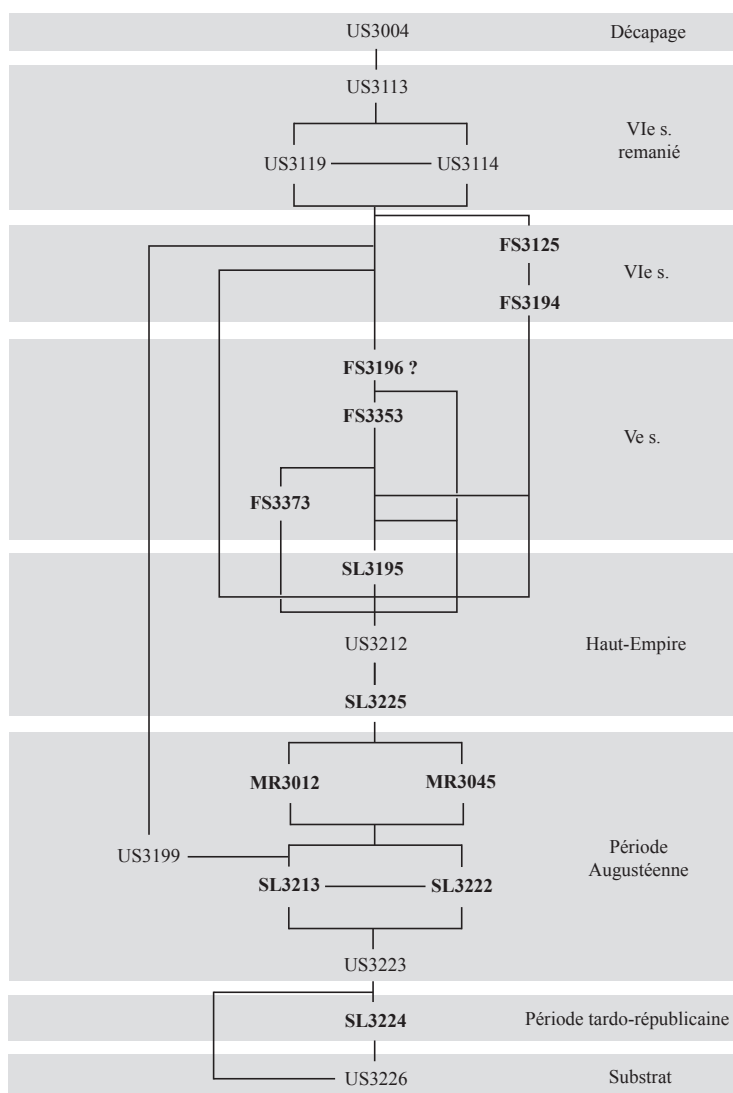 US3004 Décapage
US3113
VIe s.
remanié
US3119 US3114
FS3125
VIe s.
FS3194
FS3196 ?
FS3353
Ve s.
FS3373
SL3195
US3212 Haut-Empire
SL3225
MR3012 MR3045
US3199
Période
Augustéenne
SL3213 SL3222
US3223
SL3224 Période tardo-républicaine
US3226 Substrat